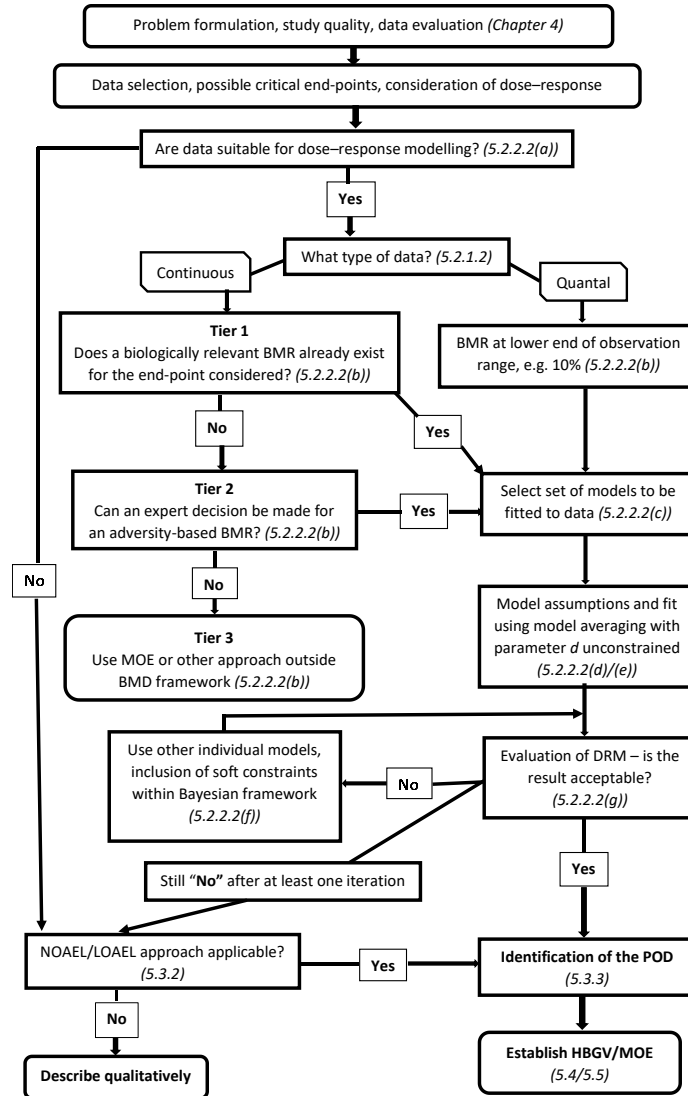 Problem formulation, study quality, data evaluation (Chapter 4)
Data selection, possible critical end-points, consideration of dose–response
Are data suitable for dose–response modelling? (5.2.2.2(a))
Yes
What type of data? (5.2.1.2)
Continuous
Quantal
Tier 1
Does a biologically relevant BMR already exist
for the end-point considered? (5.2.2.2(b))
BMR at lower end of observation
range, e.g. 10% (5.2.2.2(b))
No
Yes
Tier 2
Can an expert decision be made for
an adversity-based BMR? (5.2.2.2(b))
Yes
Select set of models to be
fitted to data (5.2.2.2(c))
No
No
Tier 3
Use MOE or other approach outside
BMD framework (5.2.2.2(b))
Model assumptions and fit
using model averaging with
parameter d unconstrained
(5.2.2.2(d)/(e))
Use other individual models,
inclusion of soft constraints
within Bayesian framework
(5.2.2.2(f))
No
Evaluation of DRM – is the
result acceptable?
(5.2.2.2(g))
Still “No” after at least one iteration
Yes
NOAEL/LOAEL approach applicable?
(5.3.2)
Yes
Identification of the POD
(5.3.3)
No
Describe qualitatively
Establish HBGV/MOE
(5.4/5.5)